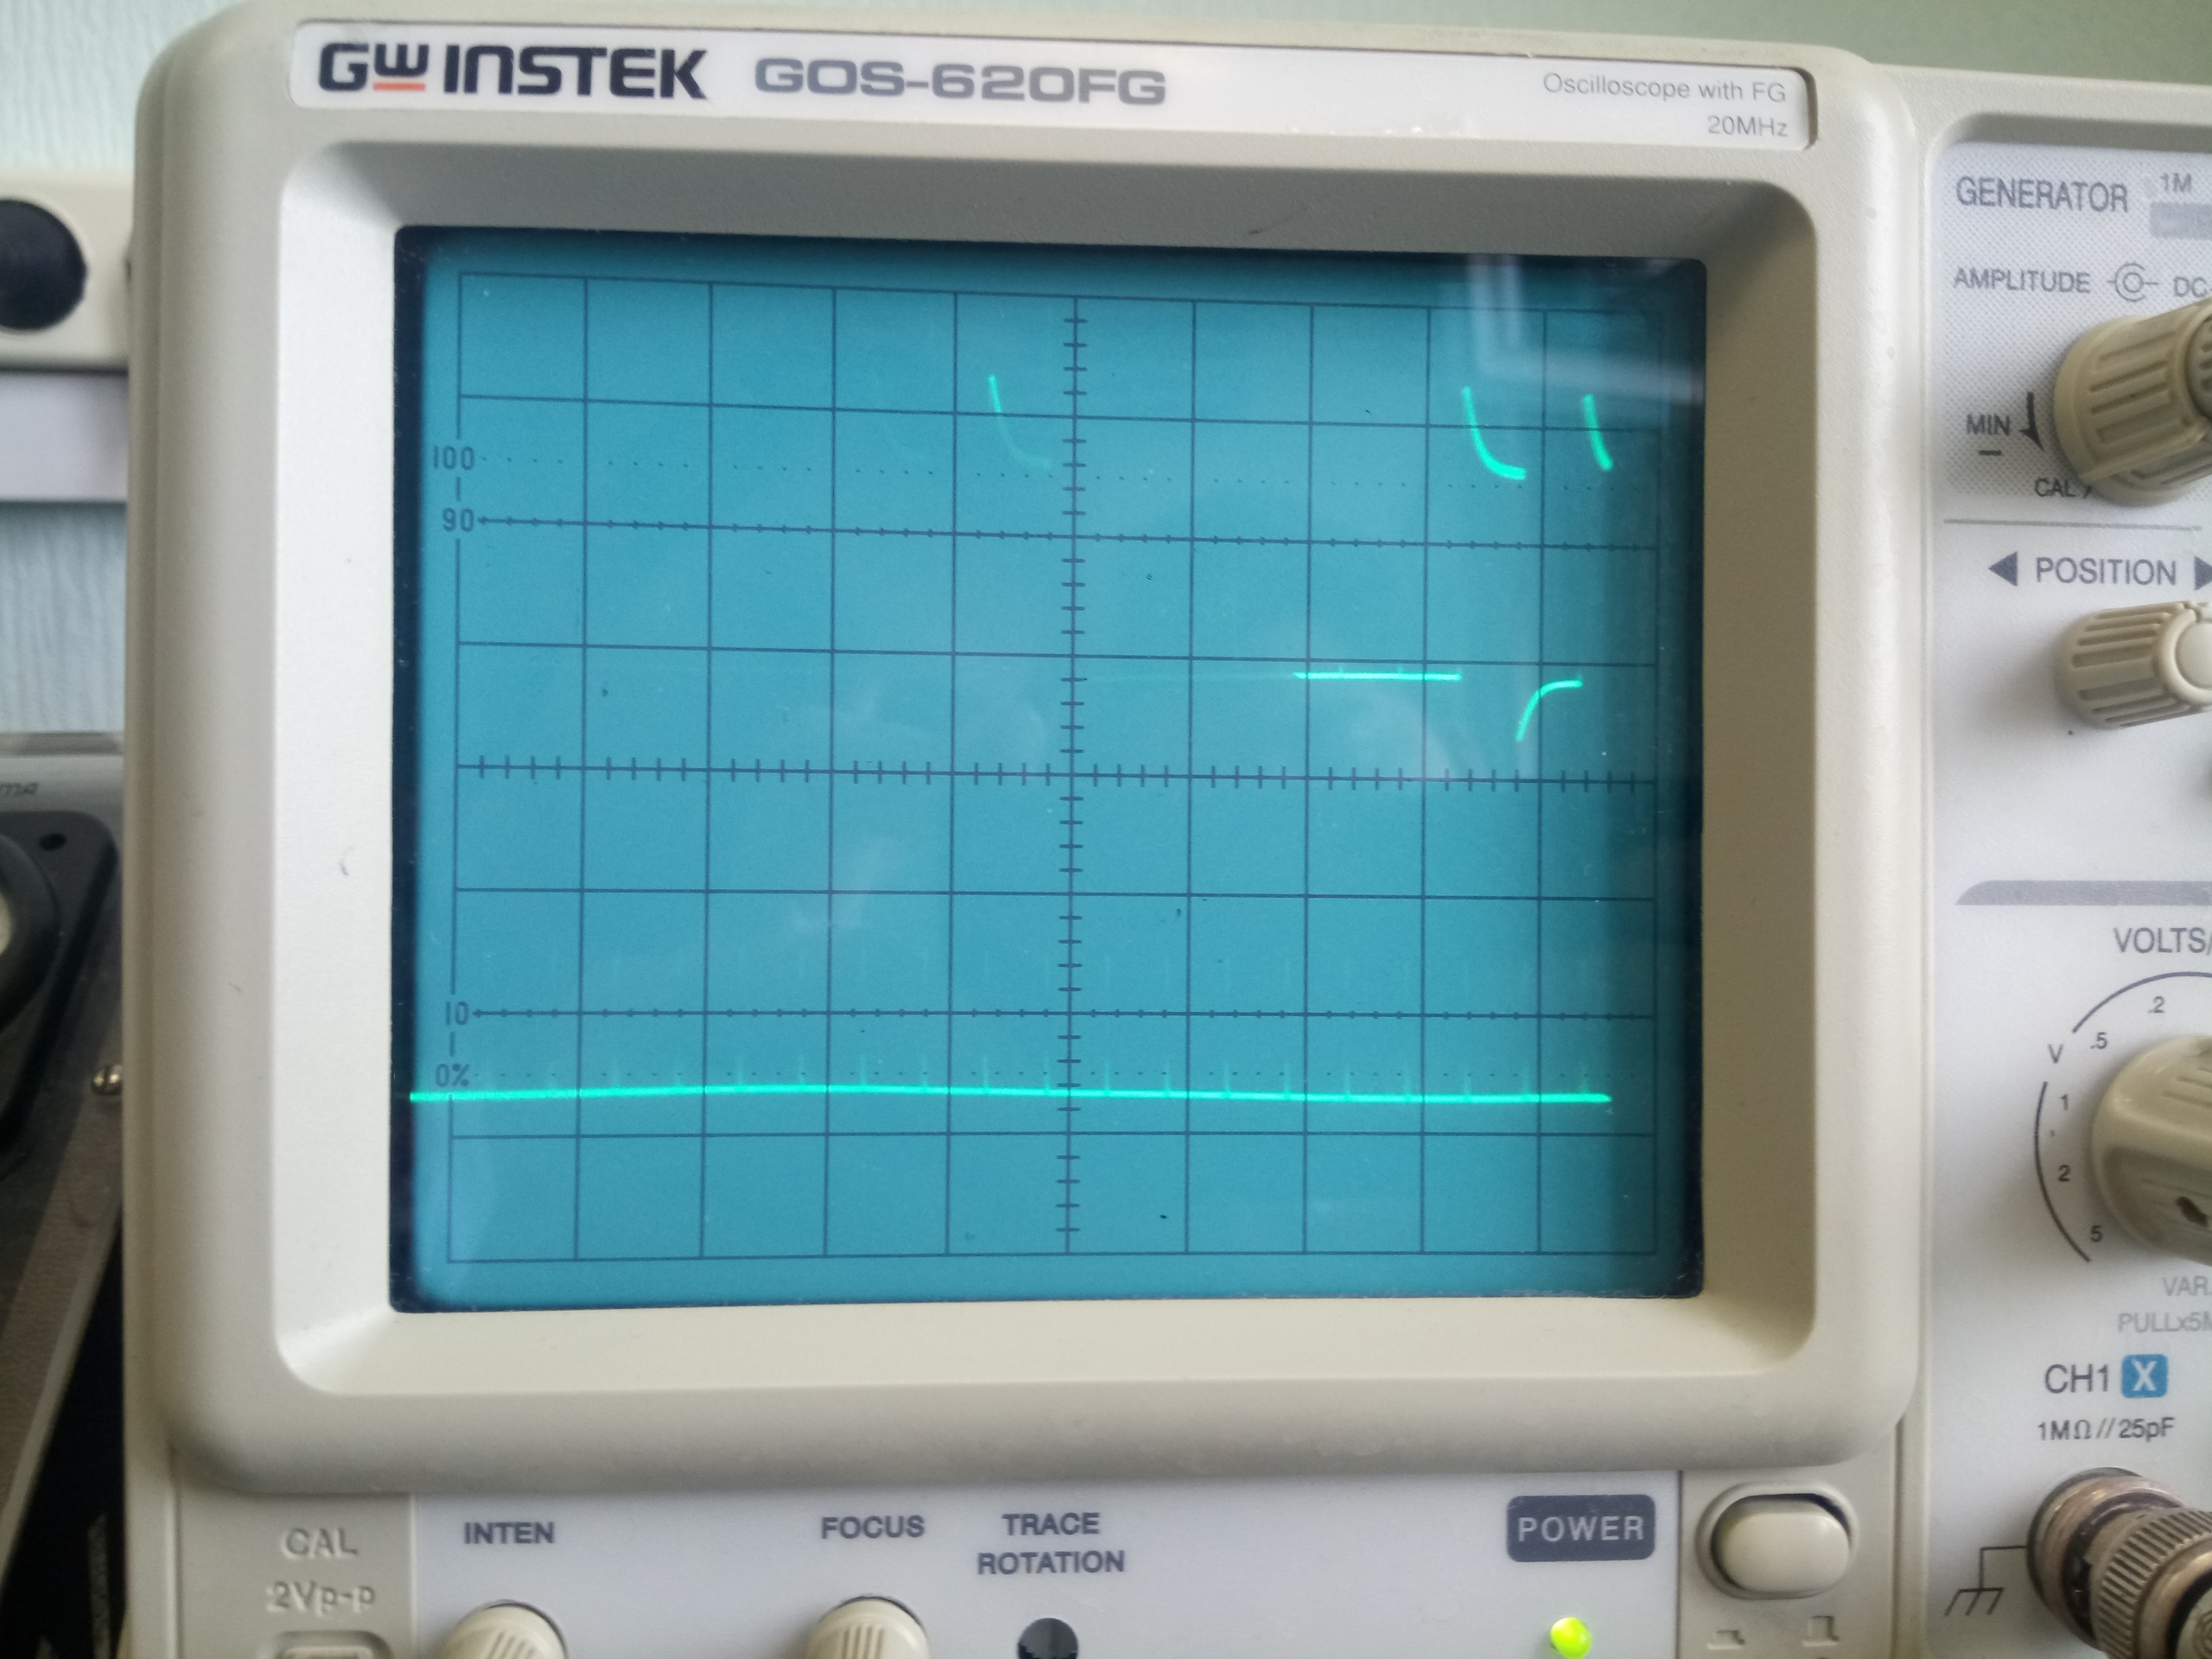 GW INSTEK GOS-620FG
Oscilloscope with FG
20MHz
GENERATOR 1M
AMPLITUDE DC
MIN
CAL
POSITION
100
90
10
0%
VOLTS/
.2
V .5
1
2
5
VAR.
PULLx5M
CH1 X
1MΩ//25pF
CAL
2Vp-p
INTEN
FOCUS
TRACE
ROTATION
POWER